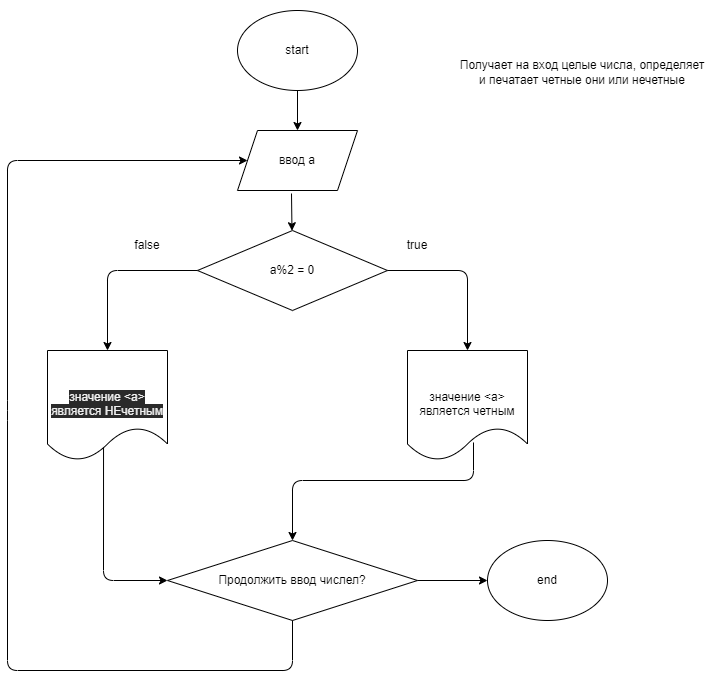 start
Получает на вход целые числа, определяет
и печатает четные они или нечетные
ввод a
false
true
a%2 = 0
значение <a>
является НЕчетным
значение <a>
является четным
Продолжить ввод числел?
end